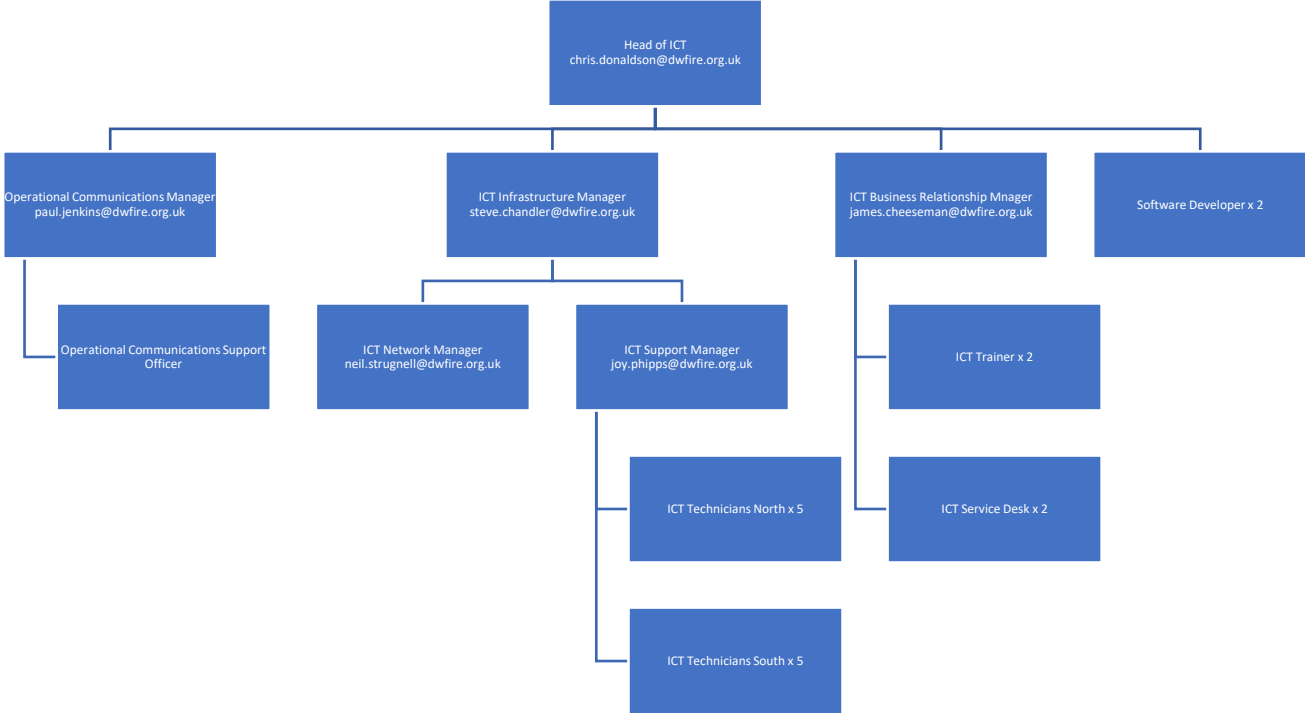 Head of ICT
chris.donaldson@dwfire.org.uk
Operational Communications Manager
paul.jenkins@dwfire.org.uk
ICT Infrastructure Manager
steve.chandler@dwfire.org.uk
ICT Business Relationship Mnager
james.cheeseman@dwfire.org.uk
Software Developer x 2
Operational Communications Support
Officer
ICT Network Manager
neil.strugnell@dwfire.org.uk
ICT Support Manager
joy.phipps@dwfire.org.uk
ICT Trainer x 2
ICT Technicians North x 5
ICT Service Desk x 2
ICT Technicians South x 5